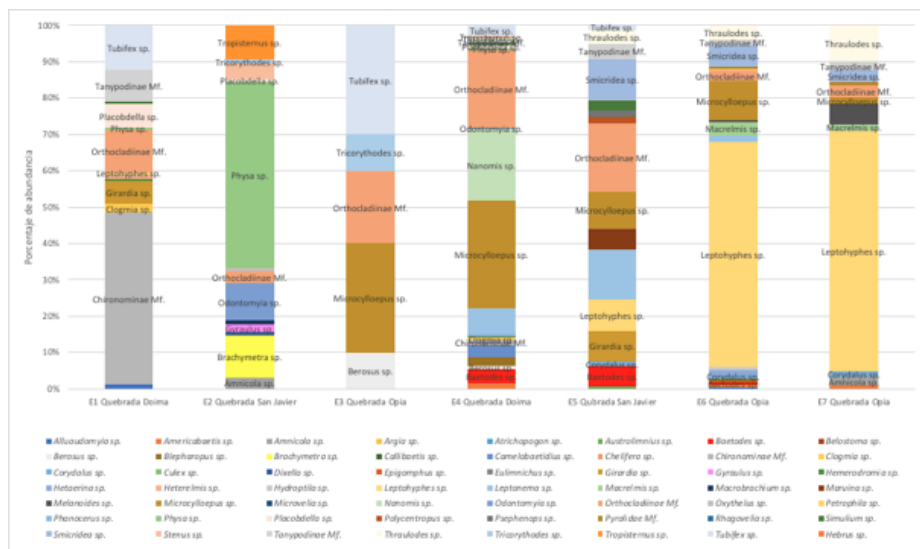 100%
90%
80%
70%
60%
50%
40%
30%
20%
10%
0%
Porcentaje de abundancia
Tubifex sp.
Tanypodinae Mf.
Placobdella sp.
Physa sp.
Orthocladiinae Mf.
Leptohyphes sp.
Girardia sp.
Clogmia sp.
Chironominae Mf.
Tropisternus sp.
Tricorythodes sp.
Placobdella sp.
Physa sp.
Orthocladiinae Mf.
Odontomyia sp.
Gyraulus sp.
Brachymetra sp.
Amnicola sp.
Tubifex sp.
Tricorythodes sp.
Orthocladiinae Mf.
Microcylloepus sp.
Berosus sp.
Tubifex sp.
Orthocladiinae Mf.
Odontomyia sp.
Nanomis sp.
Microcylloepus sp.
Chironominae Mf.
Baetodes sp.
Tubifex sp.
Thraulodes sp.
Tanypodinae Mf.
Smicridea sp.
Orthocladiinae Mf.
Microcylloepus sp.
Leptohyphes sp.
Girardia sp.
Corydalus sp.
Baetodes sp.
Thraulodes sp.
Tanypodinae Mf.
Smicridea sp.
Orthocladiinae Mf.
Microcylloepus sp.
Macrelmis sp.
Leptohyphes sp.
Corydalus sp.
Thraulodes sp.
Tanypodinae Mf.
Smicridea sp.
Orthocladiinae Mf.
Microcylloepus sp.
Macrelmis sp.
Leptohyphes sp.
Corydalus sp.
Amnicola sp.
E1 Quebrada Doima E2 Quebrada San Javier E3 Quebrada Opia E4 Quebrada Doima E5 Qubrada San Javier E6 Quebrada Opia E7 Quebrada Opia
Alluaudomyia sp. Americabaetis sp. Amnicola sp. Argia sp. Atrichopogon sp. Australimnius sp. Baetodes sp. Belostoma sp.
Berosus sp. Blepharopus sp. Brachymetra sp. Callibaetis sp. Camelobaetidius sp. Chelifera sp. Chironominae Mf. Clogmia sp.
Corydalus sp. Culex sp. Dixella sp. Epigomphus sp. Eulimnichus sp. Girardia sp. Gyraulus sp. Hemerodromia sp.
Hetaerina sp. Heterelmis sp. Hydroptila sp. Leptohyphes sp. Leptonema sp. Macrelmis sp. Macrobrachium sp. Maruina sp.
Melanoides sp. Microcylloepus sp. Microvelia sp. Nanomis sp. Odontomyia sp. Orthocladiinae Mf. Oxyethira sp. Petrophila sp.
Phanocerus sp. Physa sp. Placobdella sp. Polycentropus sp. Psephenops sp. Pyralidae Mf. Rhagovelia sp. Simulium sp.
Smicridea sp. Stenus sp. Tanypodinae Mf. Thraulodes sp. Tricorythodes sp. Tropisternus sp. Tubifex sp. Hebrus sp.